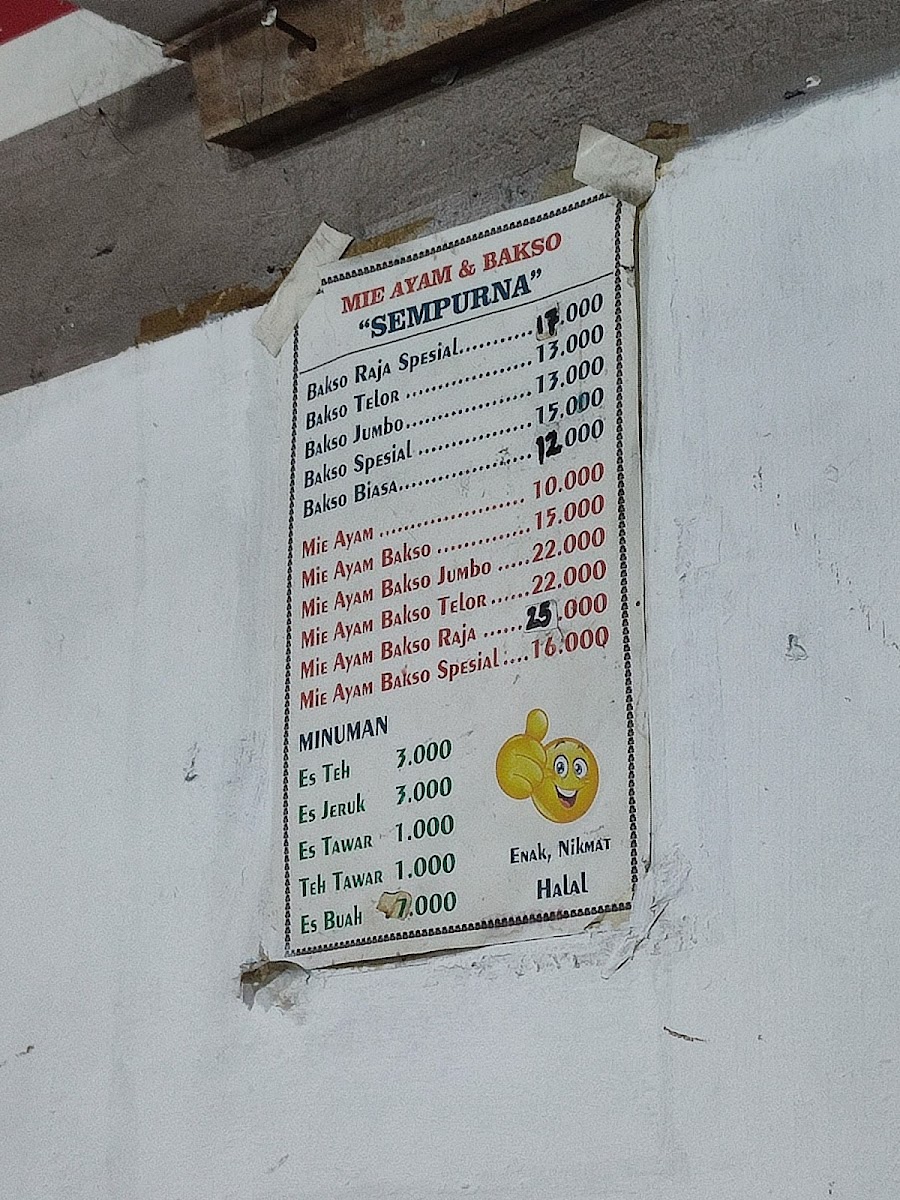 MIE AYAM & BAKSO
"SEMPURNA"
Bakso Raja Spesial..........17.000
Bakso Telor ....................13.000
Bakso Jumbo....................13.000
Bakso Spesial ..................15.000
Bakso Biasa.....................12.000
Mie Ayam ....................... 10.000
Mie Ayam Bakso ..............15.000
Mie Ayam Bakso Jumbo .....22.000
Mie Ayam Bakso Telor......22.000
Mie Ayam Bakso Raja ......25.000
Mie Ayam Bakso Spesial....16.000
MINUMAN
Es Teh 3.000
Es Jeruk 3.000
Es Tawar 1.000
Teh Tawar 1.000
Es Buah 7.000
Enak, Nikmat
Halal